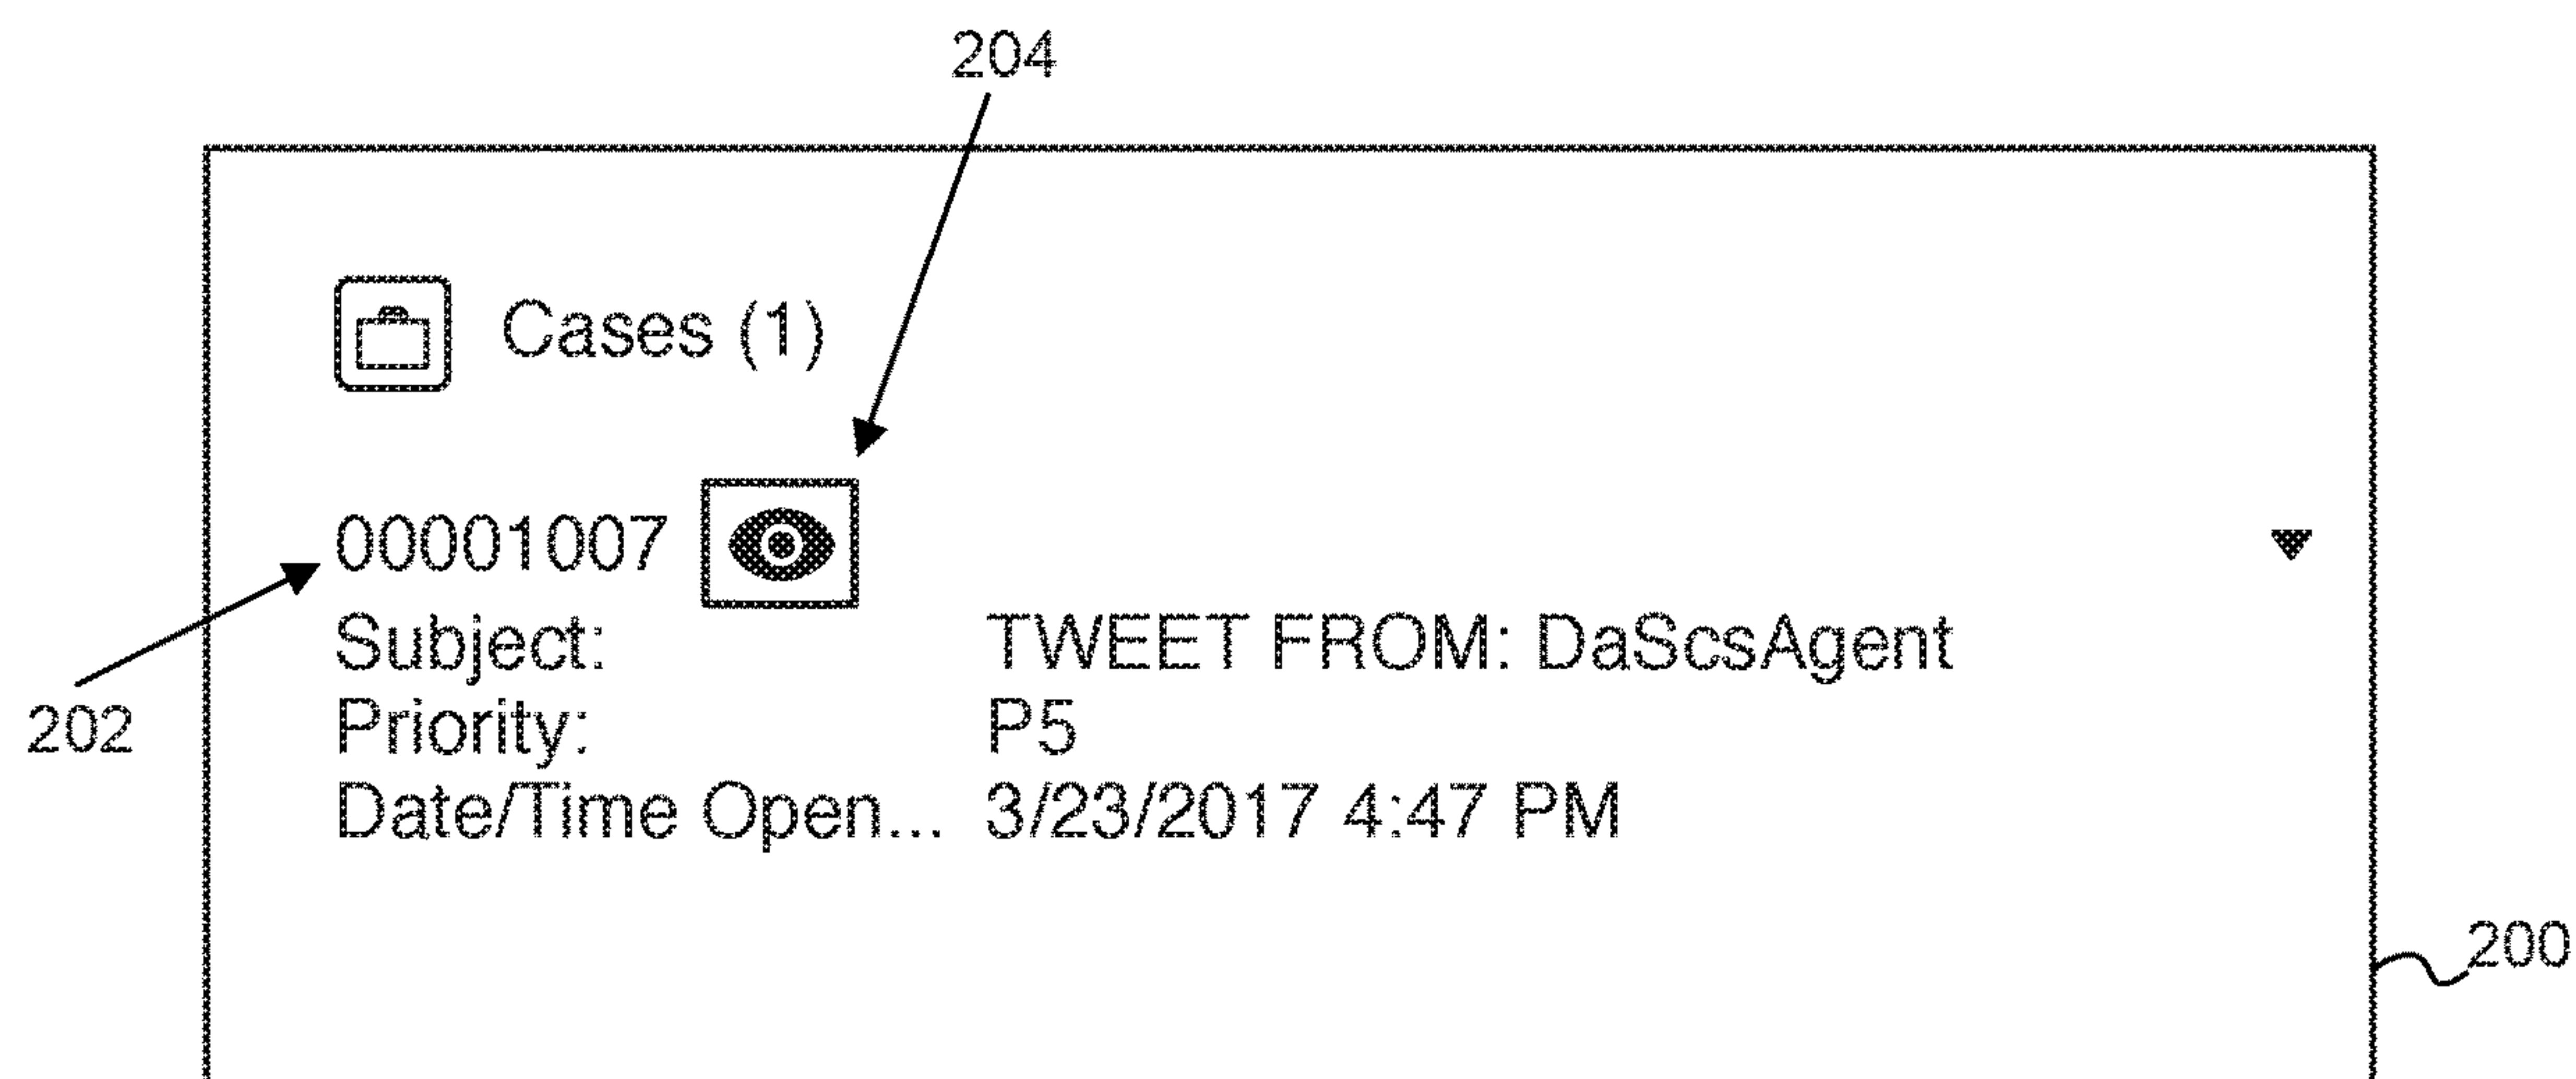 204
Cases (1)
00001007
Subject: TWEET FROM: DaScsAgent
202
Priority: P5
Date/Time Open... 3/23/2017 4:47 PM
200